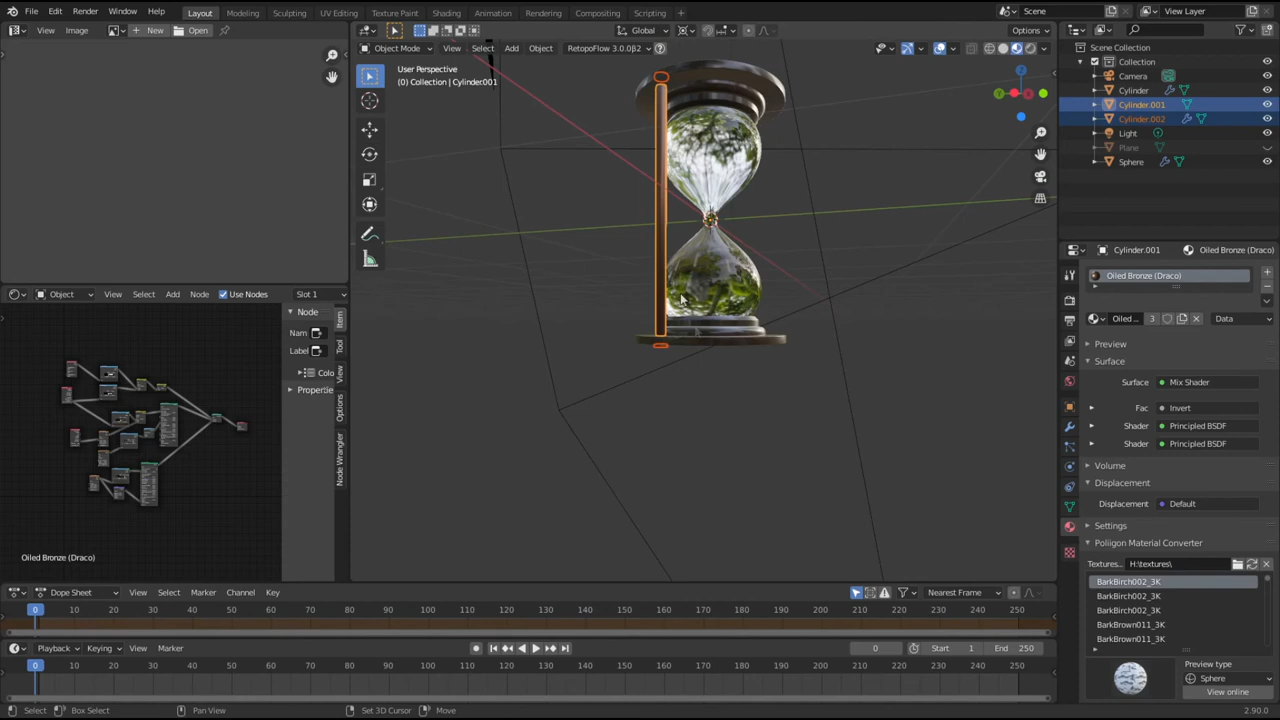 File Edit Render Window Help Layout Modeling Sculpting UV Editing Texture Paint Shading Animation Rendering Compositing Scripting + Scene View Layer
View Image New Open Global Options
Object Mode View Select Add Object RetopoFlow 3.0.0β2
User Perspective
(0) Collection | Cylinder.001
Scene Collection
Collection
Camera
Cylinder
Cylinder.001
Cylinder.002
Light
Plane
Sphere
Cylinder.001 Oiled Bronze (Draco)
Oiled Bronze (Draco)
Oiled ... 3 Data
Preview
Surface
Surface Mix Shader
Fac Invert
Shader Principled BSDF
Shader Principled BSDF
Volume
Displacement
Displacement Default
Settings
Poliigon Material Converter
Textures.. H:\textures\
BarkBirch002_3K
BarkBirch002_3K
BarkBirch002_3K
BarkBrown011_3K
BarkBrown011_3K
Preview type
Sphere
View online
Object View Select Add Node Use Nodes Slot 1
Node
Nam
Label
Colo
Propertie
Item
Tool
View
Options
Node Wrangler
Oiled Bronze (Draco)
Dope Sheet View Select Marker Channel Key Nearest Frame
0 10 20 30 40 50 60 70 80 90 100 110 120 130 140 150 160 170 180 190 200 210 220 230 240 250
Playback Keying View Marker 0 Start 1 End 250
0 10 20 30 40 50 60 70 80 90 100 110 120 130 140 150 160 170 180 190 200 210 220 230 240 250
Select Box Select Pan View Set 3D Cursor Move 2.90.0